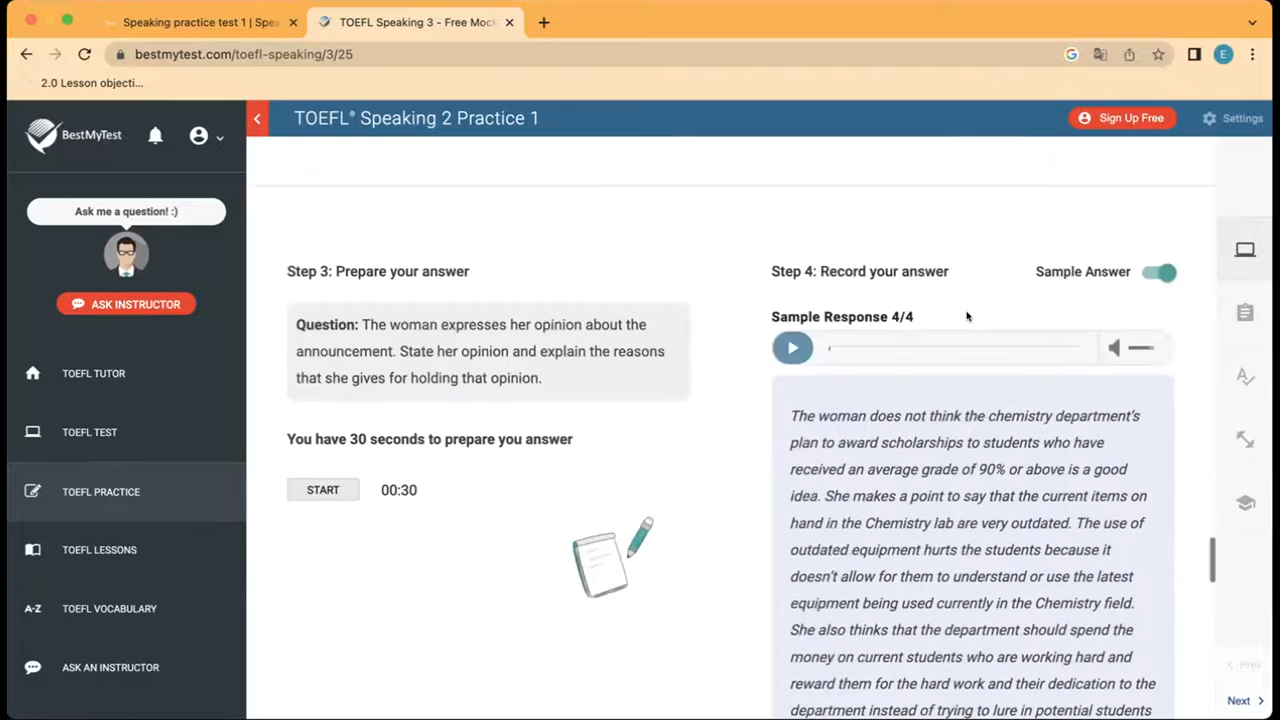 Speaking practice test 1 | Spea
TOEFL Speaking 3 - Free Mock
bestmytest.com/toefl-speaking/3/25
E
2.0 Lesson objecti...
BestMyTest
TOEFL® Speaking 2 Practice 1
Sign Up Free
Settings
Ask me a question! :)
ASK INSTRUCTOR
TOEFL TUTOR
TOEFL TEST
TOEFL PRACTICE
TOEFL LESSONS
A-Z TOEFL VOCABULARY
ASK AN INSTRUCTOR
Step 3: Prepare your answer
Question: The woman expresses her opinion about the
announcement. State her opinion and explain the reasons
that she gives for holding that opinion.
You have 30 seconds to prepare you answer
START 00:30
Step 4: Record your answer
Sample Answer
Sample Response 4/4
The woman does not think the chemistry department's
plan to award scholarships to students who have
received an average grade of 90% or above is a good
idea. She makes a point to say that the current items on
hand in the Chemistry lab are very outdated. The use of
outdated equipment hurts the students because it
doesn't allow for them to understand or use the latest
equipment being used currently in the Chemistry field.
She also thinks that the department should spend the
money on current students who are working hard and
reward them for the hard work and their dedication to the
department instead of trying to lure in potential students
Prev
Next